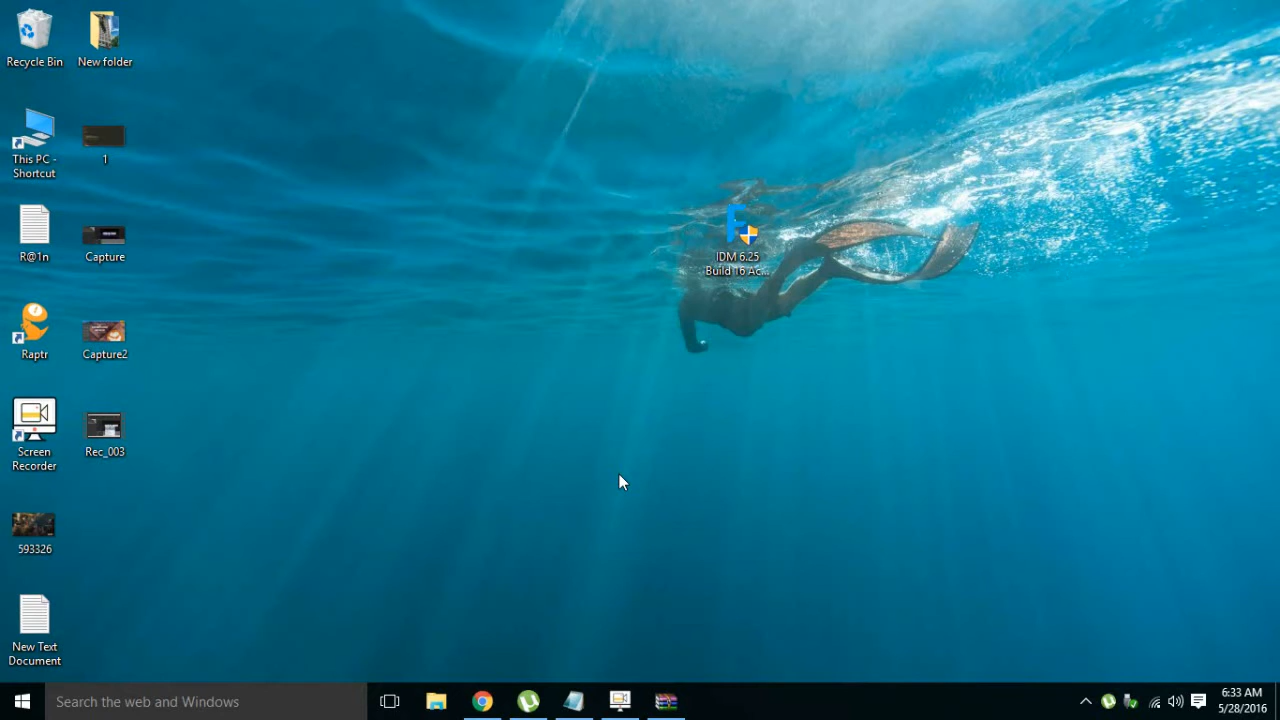 Recycle Bin
New folder
This PC -
Shortcut
1
R@1n
Capture
Raptr
Capture2
Screen
Recorder
Rec_003
593326
New Text
Document
IDM 6.25
Build 16 Ac...
Search the web and Windows
6:33 AM
5/28/2016